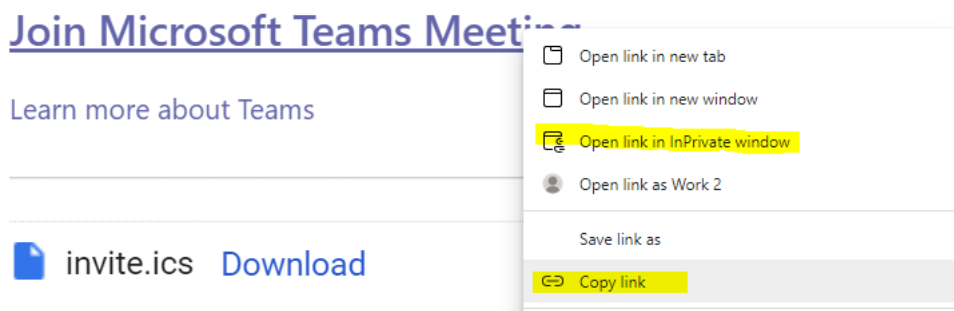 Join Microsoft Teams Meeting
Learn more about Teams
invite.ics Download
Open link in new tab
Open link in new window
Open link in InPrivate window
Open link as Work 2
Save link as
Copy link